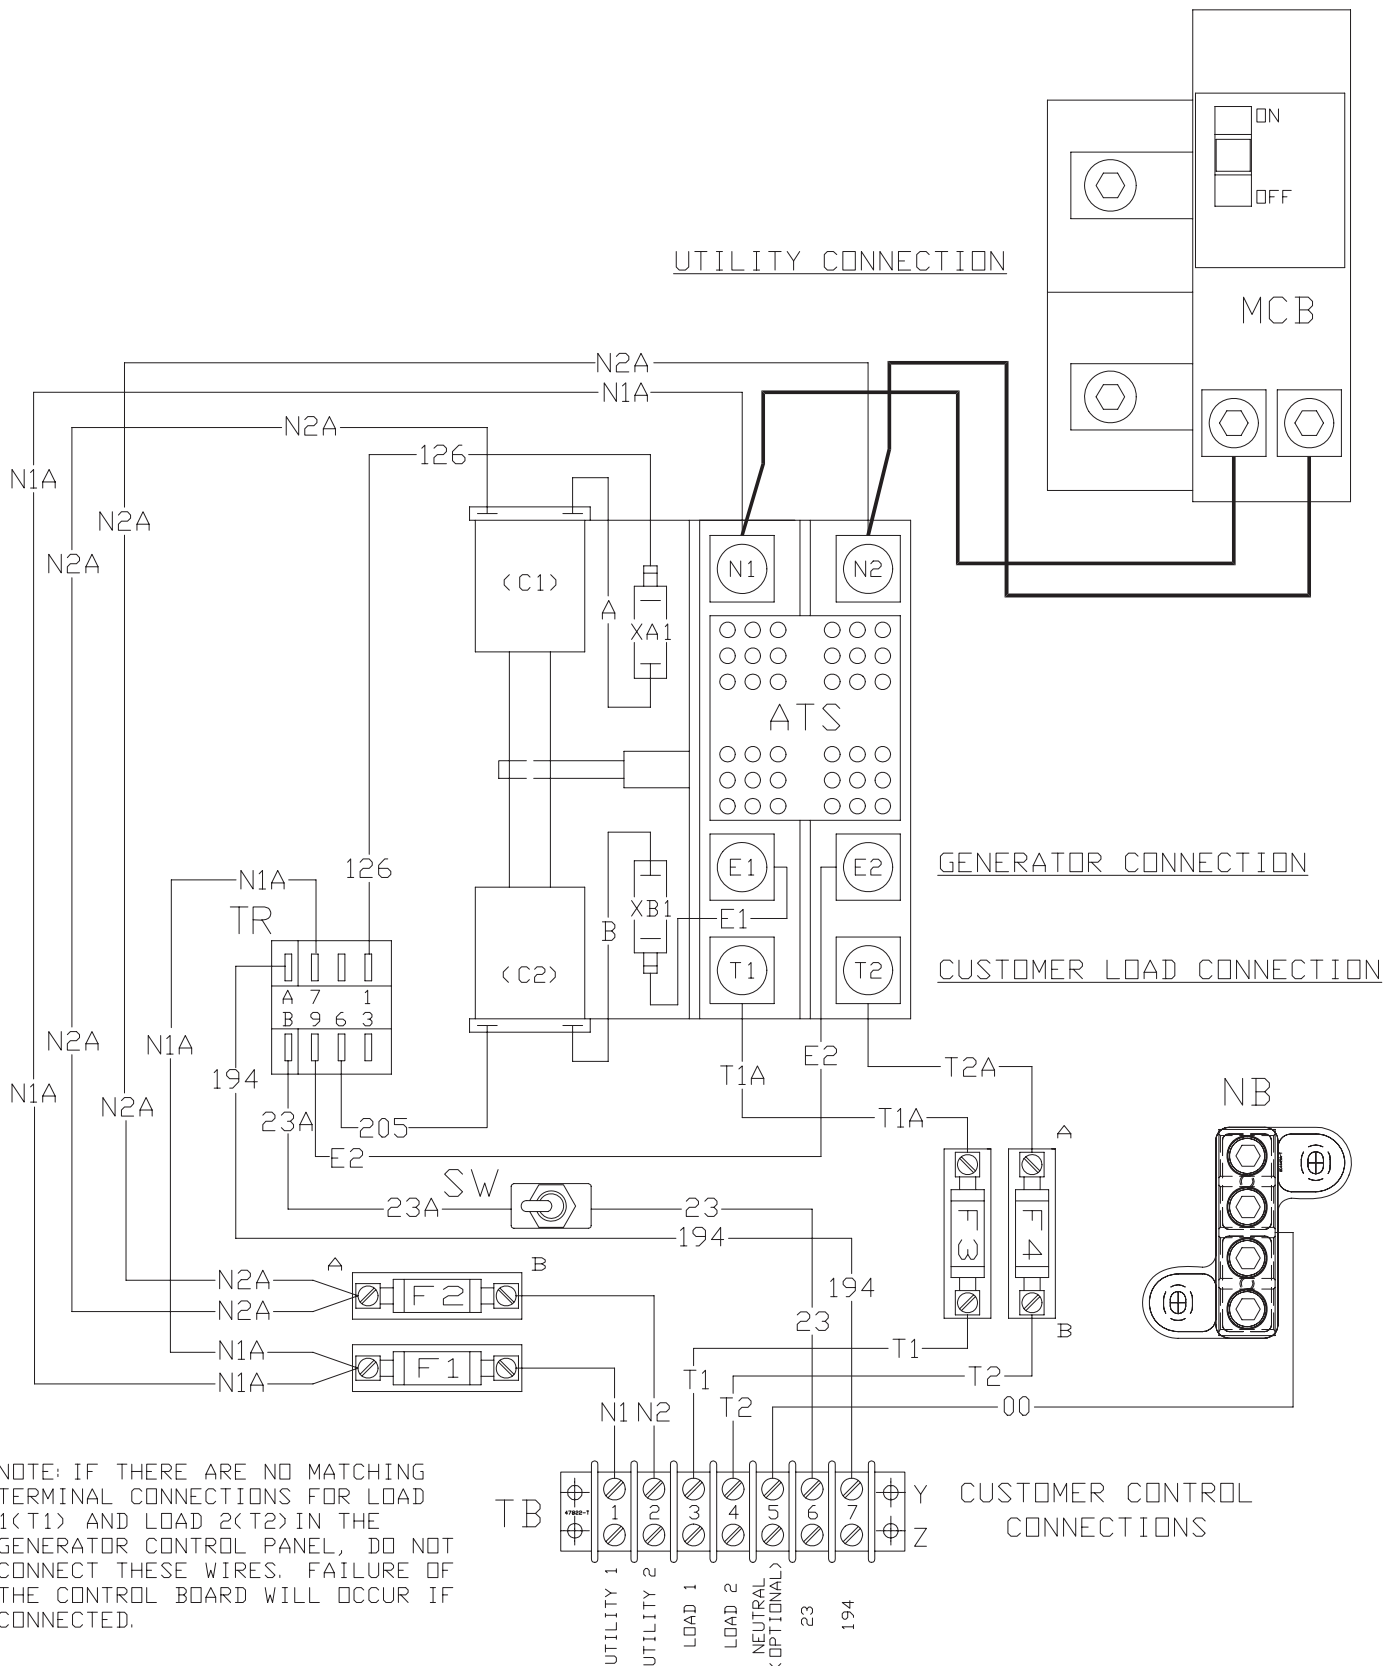 ON
OFF
UTILITY CONNECTION
MCB
N2A
N1A
N2A
126
N1A
N2A
N2A
(C1)
N1
N2
A
XA1
ATS
GENERATOR CONNECTION
126
N1A
E1
E2
TR
XB1
E1
B
CUSTOMER LOAD CONNECTION
(C2)
T1
T2
A 7 1
B 9 6 3
N2A
N1A
E2
T1A
T2A
194
N1A
N2A
NB
23A
205
T1A
A
E2
SW
23A
23
194
F3
F4
A
B
N2A
F2
194
N2A
23
B
N1A
F1
T1
N1A
T1
T2
N1
N2
T2
00
NOTE: IF THERE ARE NO MATCHING
TERMINAL CONNECTIONS FOR LOAD
1(T1) AND LOAD 2(T2) IN THE
GENERATOR CONTROL PANEL, DO NOT
CONNECT THESE WIRES. FAILURE OF
THE CONTROL BOARD WILL OCCUR IF
CONNECTED.
TB
47822-T
1 2 3 4 5 6 7
Y
Z
CUSTOMER CONTROL
CONNECTIONS
UTILITY 1
UTILITY 2
LOAD 1
LOAD 2
NEUTRAL
(OPTIONAL)
23
194